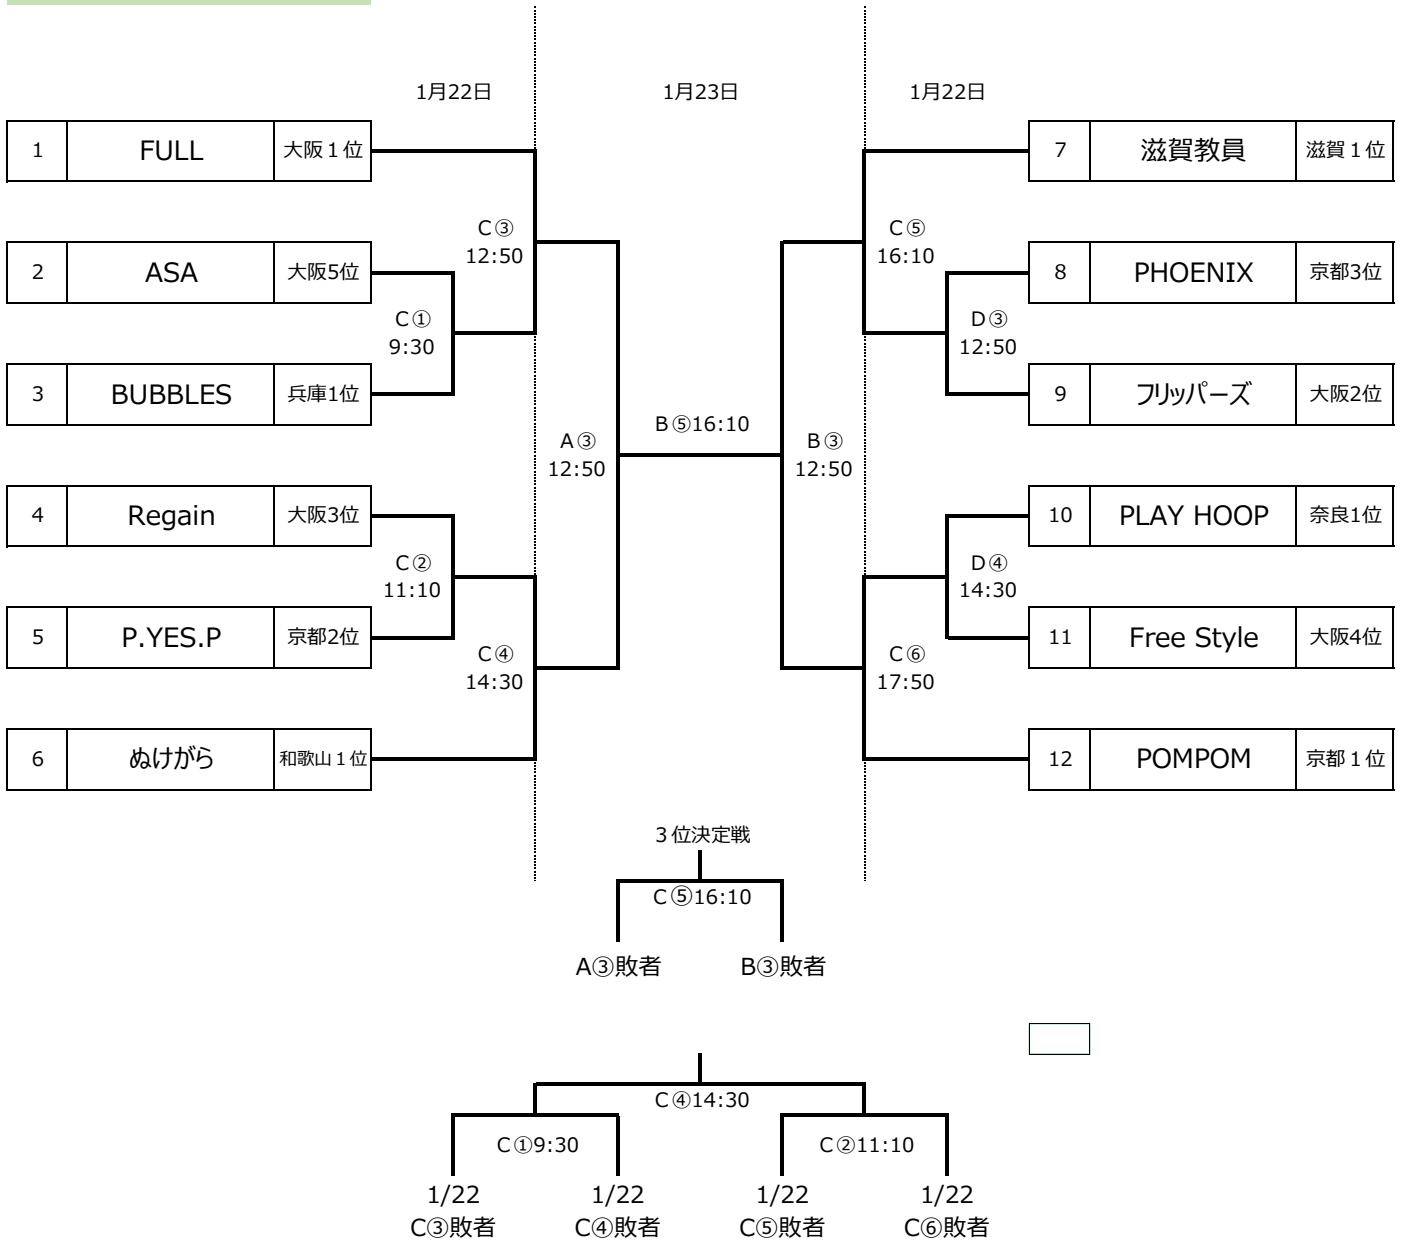 1月22日 1月23日 1月22日
1 FULL 大阪１位
7 滋賀教員 滋賀１位
C③
12:50
C⑤
16:10
2 ASA 大阪5位
8 PHOENIX 京都3位
C①
9:30
D③
12:50
3 BUBBLES 兵庫1位
9 フリッパーズ 大阪2位
B⑤16:10
A③
12:50
B③
12:50
4 Regain 大阪3位
10 PLAY HOOP 奈良1位
C②
11:10
D④
14:30
5 P.YES.P 京都2位
11 Free Style 大阪4位
C④
14:30
C⑥
17:50
6 ぬけがら 和歌山１位
12 POMPOM 京都１位
３位決定戦
C⑤16:10
A③敗者 B③敗者
C④14:30
C①9:30 C②11:10
1/22 1/22 1/22 1/22
C③敗者 C④敗者 C⑤敗者 C⑥敗者